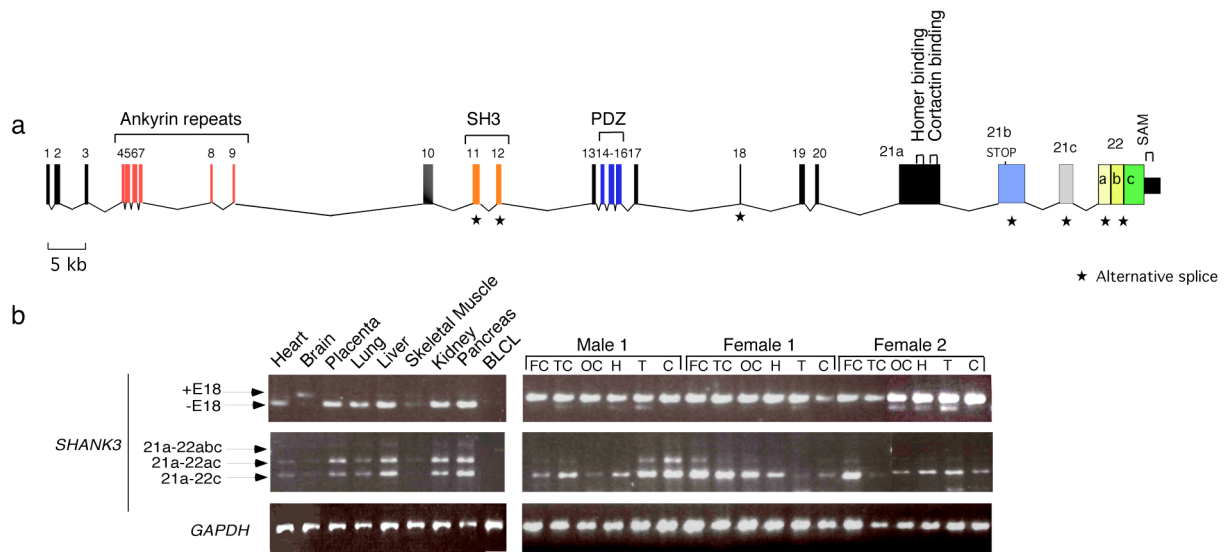 a
Ankyrin repeats
SH3
PDZ
Homer binding
Cortactin binding
SAM
1 2 3 4567 8 9 10 11 12 1314-1617 18 19 20 21a 21b 21c 22
STOP
a b c
★ ★ ★ ★ ★ ★ ★
5 kb
★ Alternative splice
b
Heart Brain Placenta Lung Liver Skeletal Muscle Kidney Pancreas BLCL
Male 1 Female 1 Female 2
FC TC OC H T C FC TC OC H T C FC TC OC H T C
+E18
-E18
SHANK3
21a-22abc
21a-22ac
21a-22c
GAPDH